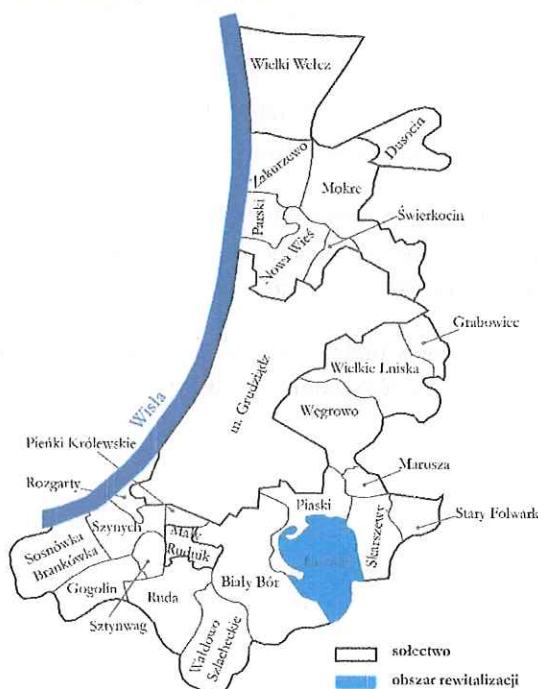 Wielki Wełcz
Dusocin
Zakurzewo
Mokre
Parski
Świerkocin
Nowa Wieś
Grabowiec
Wielkie Lniska
m. Grudziądz
Węgrowo
Wisła
Pieńki Królewskie
Marusza
Rozgarty
Piaski
Stary Folwark
Szynych
Mały
Rudnik
Skarszewy
Sosnówka
Brankówka
Biały Bór
Gogolin
Ruda
Sztynwag
Wałdowo
Szlacheckie
sołectwo
obszar rewitalizacji